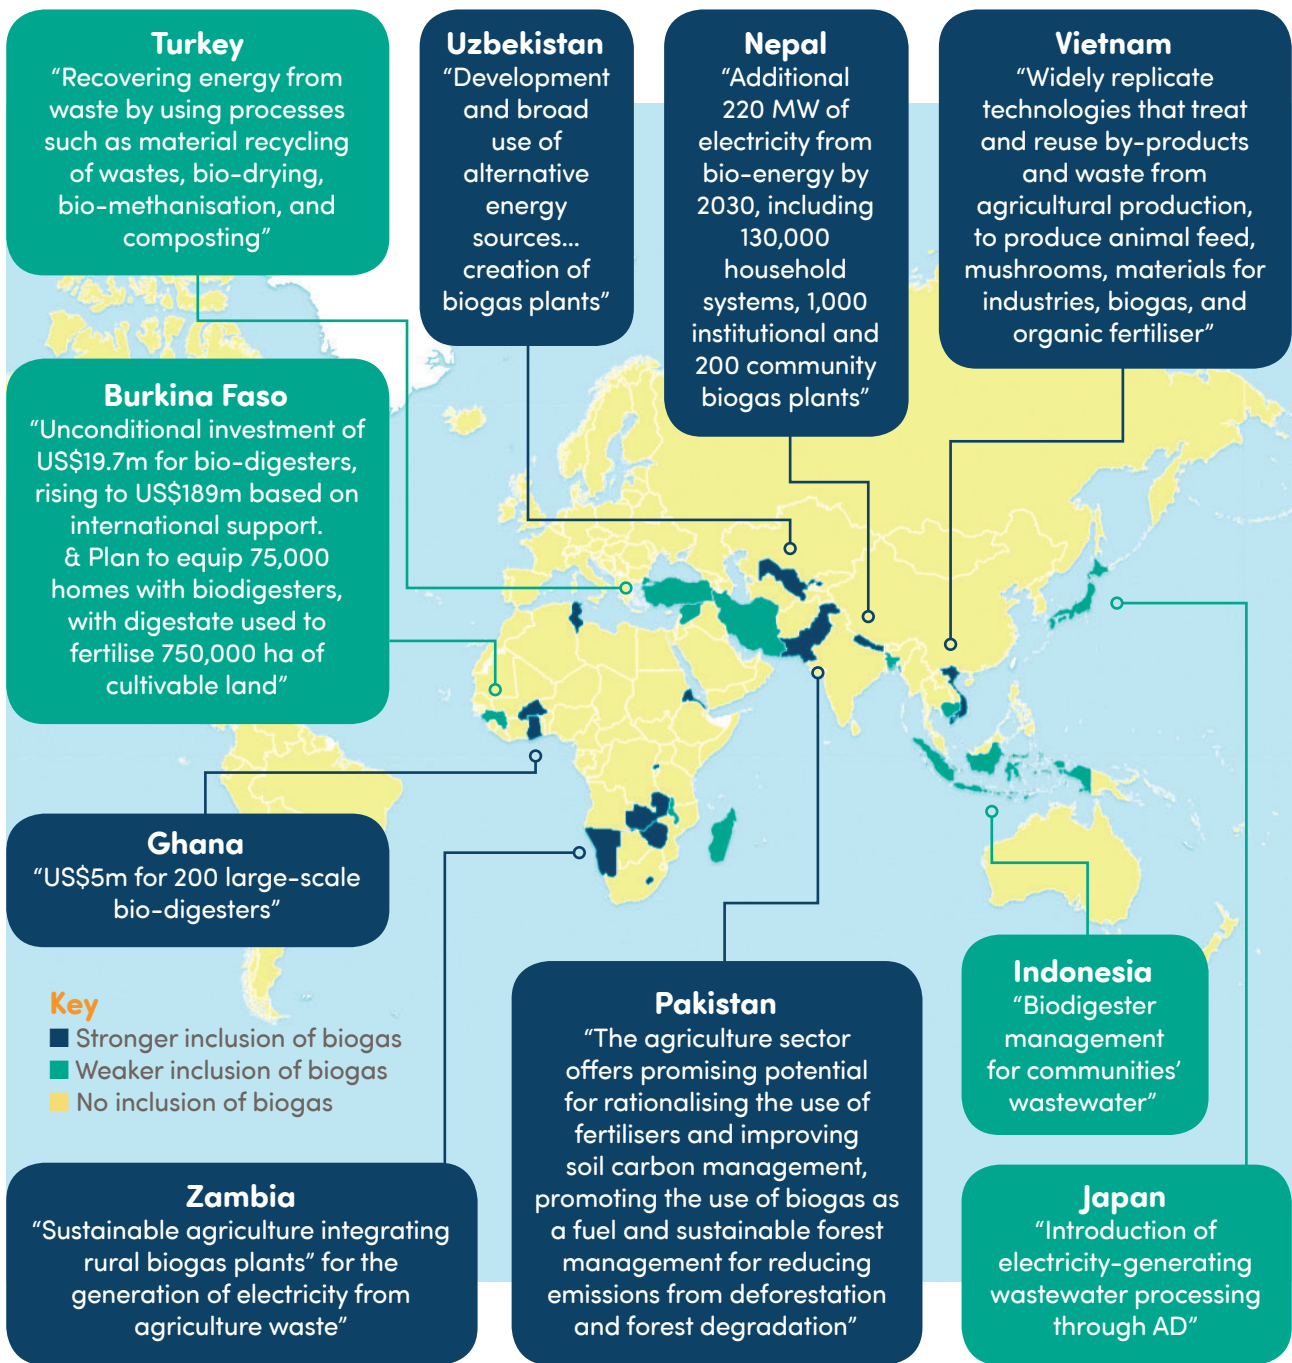 Turkey
“Recovering energy from
waste by using processes
such as material recycling
of wastes, bio-drying,
bio-methanisation, and
composting”
Uzbekistan
“Development
and broad
use of
alternative
energy
sources...
creation of
biogas plants”
Nepal
“Additional
220 MW of
electricity from
bio-energy by
2030, including
130,000
household
systems, 1,000
institutional and
200 community
biogas plants”
Vietnam
“Widely replicate
technologies that treat
and reuse by-products
and waste from
agricultural production,
to produce animal feed,
mushrooms, materials for
industries, biogas, and
organic fertiliser”
Burkina Faso
“Unconditional investment of
US$19.7m for bio-digesters,
rising to US$189m based on
international support.
& Plan to equip 75,000
homes with biodigesters,
with digestate used to
fertilise 750,000 ha of
cultivable land”
Ghana
“US$5m for 200 large-scale
bio-digesters”
Key
Stronger inclusion of biogas
Weaker inclusion of biogas
No inclusion of biogas
Zambia
“Sustainable agriculture integrating
rural biogas plants” for the
generation of electricity from
agriculture waste”
Pakistan
“The agriculture sector
offers promising potential
for rationalising the use of
fertilisers and improving
soil carbon management,
promoting the use of biogas as
a fuel and sustainable forest
management for reducing
emissions from deforestation
and forest degradation”
Indonesia
“Biodigester
management
for communities’
wastewater”
Japan
“Introduction of
electricity-generating
wastewater processing
through AD”